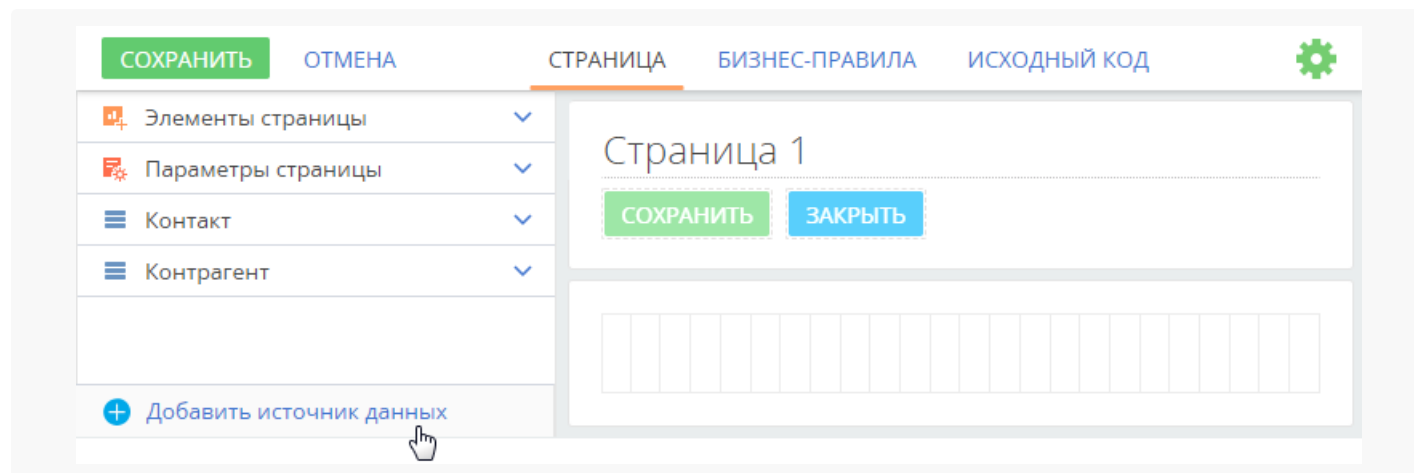 СОХРАНИТЬ ОТМЕНА СТРАНИЦА БИЗНЕС-ПРАВИЛА ИСХОДНЫЙ КОД
Элементы страницы
Параметры страницы
Контакт
Контрагент
Добавить источник данных
Страница 1
СОХРАНИТЬ ЗАКРЫТЬ